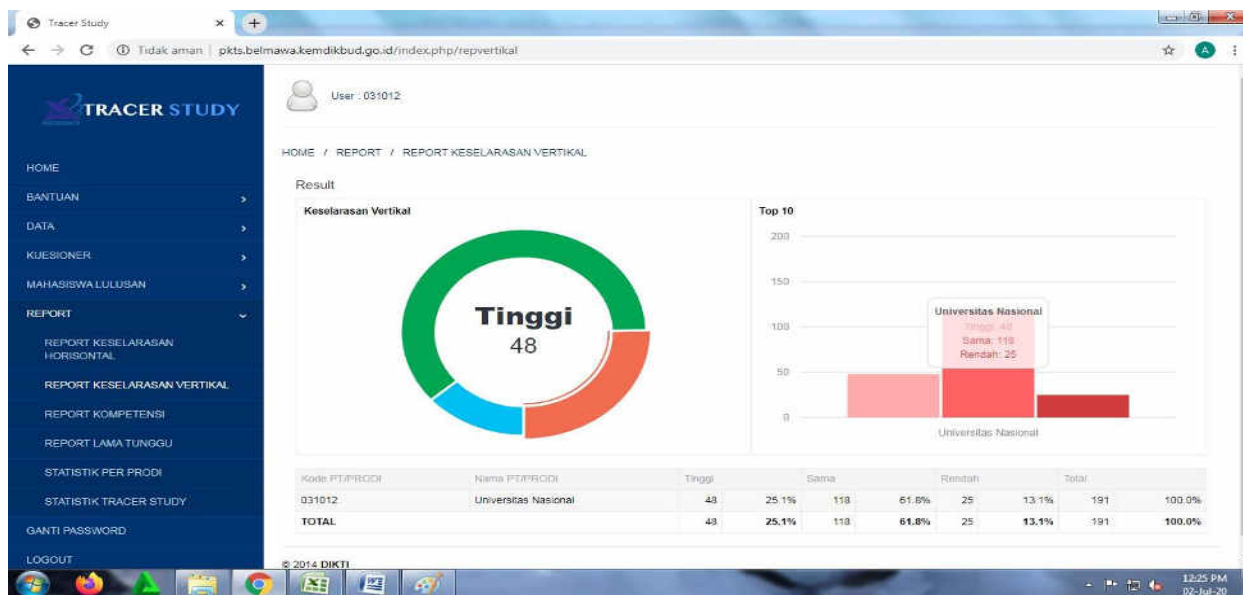 Tracer Study
Tidak aman | pkts.belmawa.kemdikbud.go.id/index.php/repvertikal
A
TRACER STUDY
User : 031012
HOME / REPORT / REPORT KESELARASAN VERTIKAL
HOME
BANTUAN
DATA
KUESIONER
MAHASISWA LULUSAN
REPORT
REPORT KESELARASAN
HORISONTAL
REPORT KESELARASAN VERTIKAL
REPORT KOMPETENSI
REPORT LAMA TUNGGU
STATISTIK PER PRODI
STATISTIK TRACER STUDY
GANTI PASSWORD
LOGOUT
Result
Keselarasan Vertikal
Tinggi
48
Top 10
200
150
100
50
0
Universitas Nasional
Tinggi: 48
Sama: 118
Rendah: 25
Universitas Nasional
Kode PT/PRODI Nama PT/PRODI Tinggi Sama Rendah Total
031012 Universitas Nasional 48 25.1% 118 61.8% 25 13.1% 191 100.0%
TOTAL 48 25.1% 118 61.8% 25 13.1% 191 100.0%
© 2014 DIKTI
12:25 PM
02-Jul-20